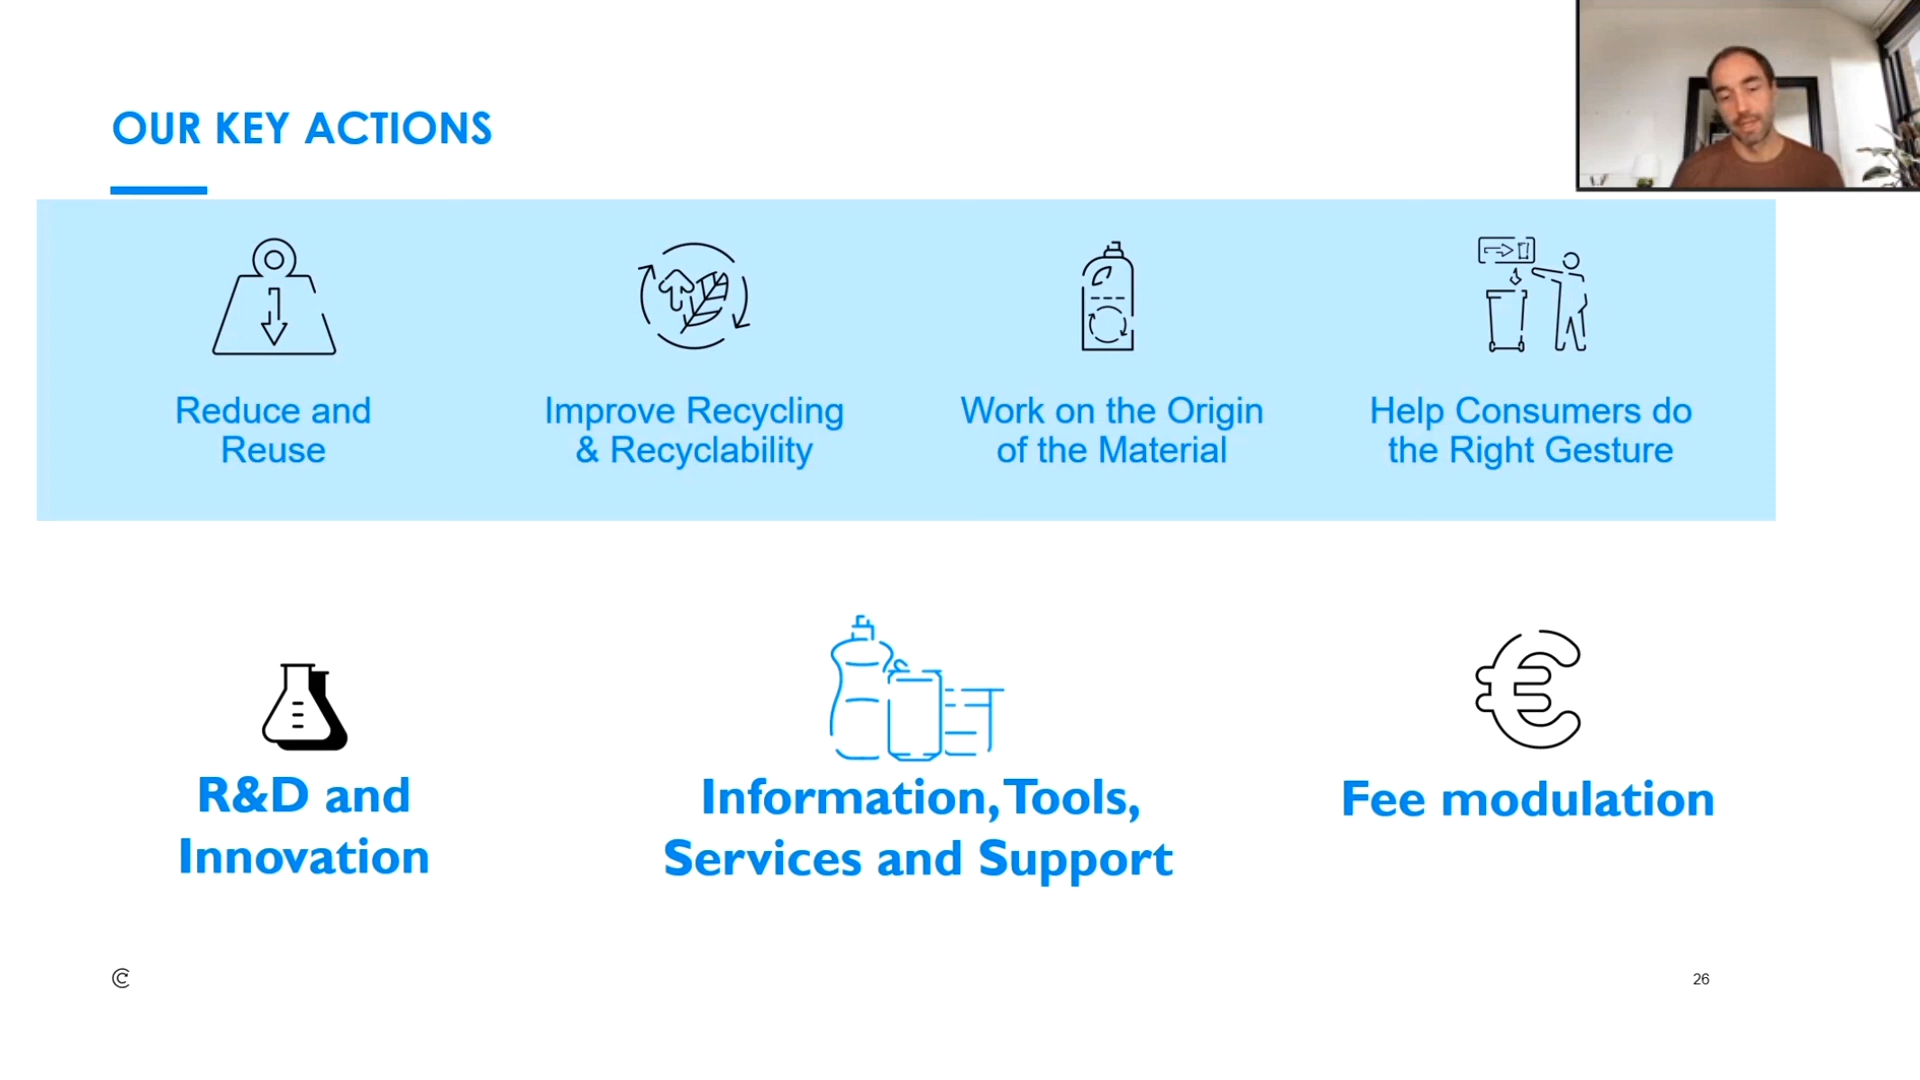 OUR KEY ACTIONS
Reduce and
Reuse
Improve Recycling
& Recyclability
Work on the Origin
of the Material
Help Consumers do
the Right Gesture
R&D and
Innovation
Information, Tools,
Services and Support
Fee modulation
26